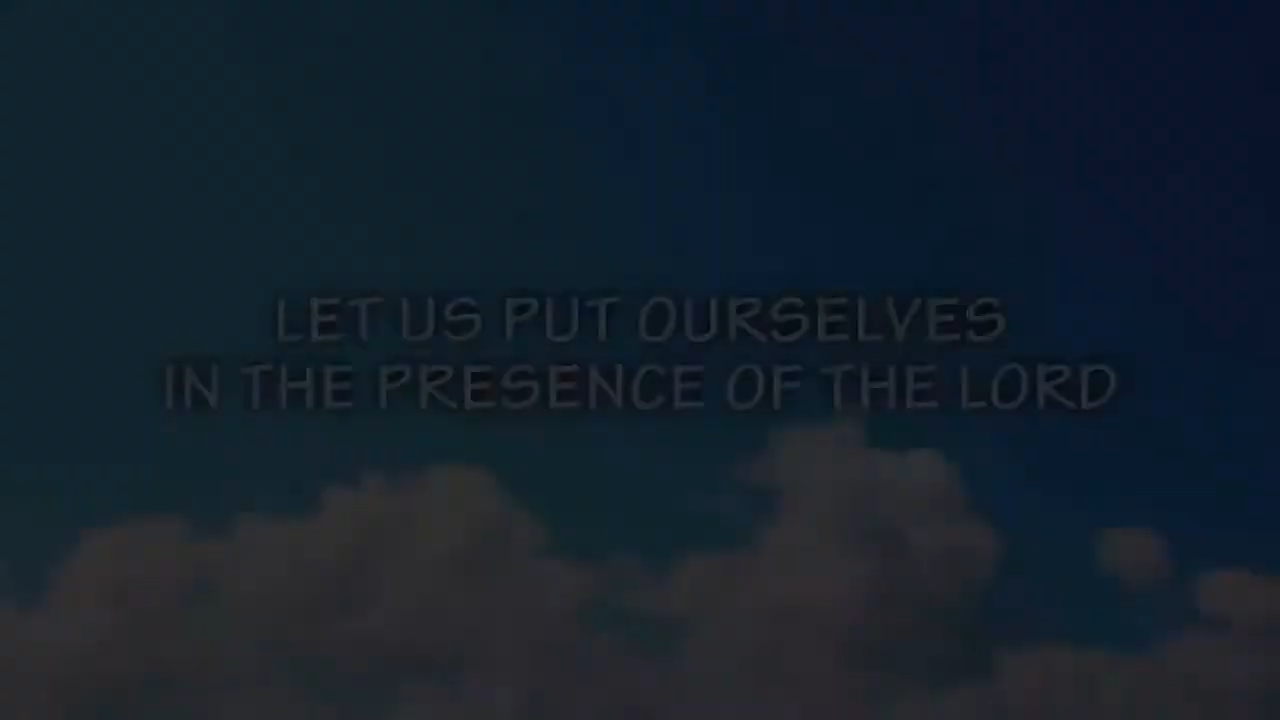 LET US PUT OURSELVES
IN THE PRESENCE OF THE LORD